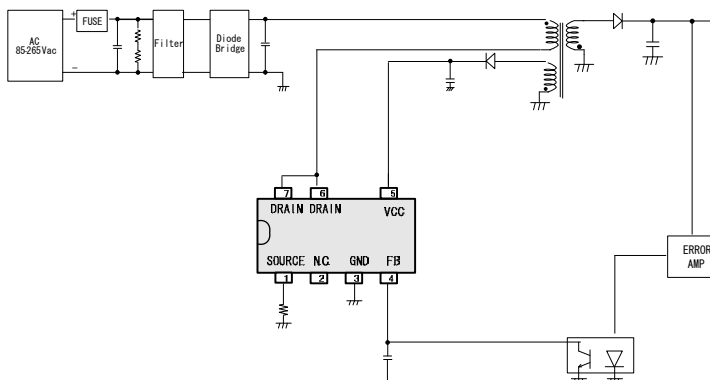 AC
85-265Vac
+
-
FUSE
Filter
Diode
Bridge
7
6
5
DRAIN
DRAIN
VCC
SOURCE
N.C.
GND
FB
1
2
3
4
ERROR
AMP